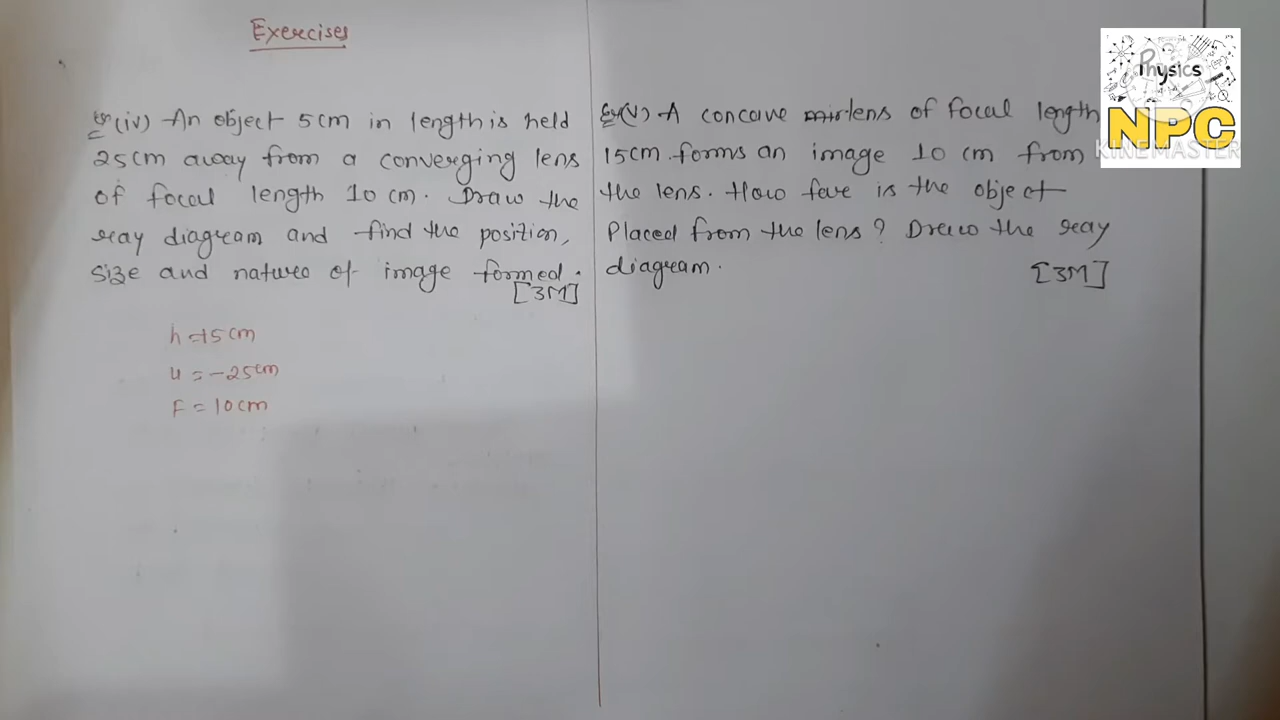 Exercises
Ex(iv) An object 5cm in length is held
25cm away from a converging lens
of focal length 10 cm. Draw the
ray diagram and find the position,
size and nature of image formed.
[3M]
h = +5cm
u = -25cm
F = 10cm
Ex(v) A concave lens of focal length
15cm forms an image 10 cm from
the lens. How far is the object
Placed from the lens? Draw the ray
diagram. [3M]
Physics
NPC
KINEMASTER